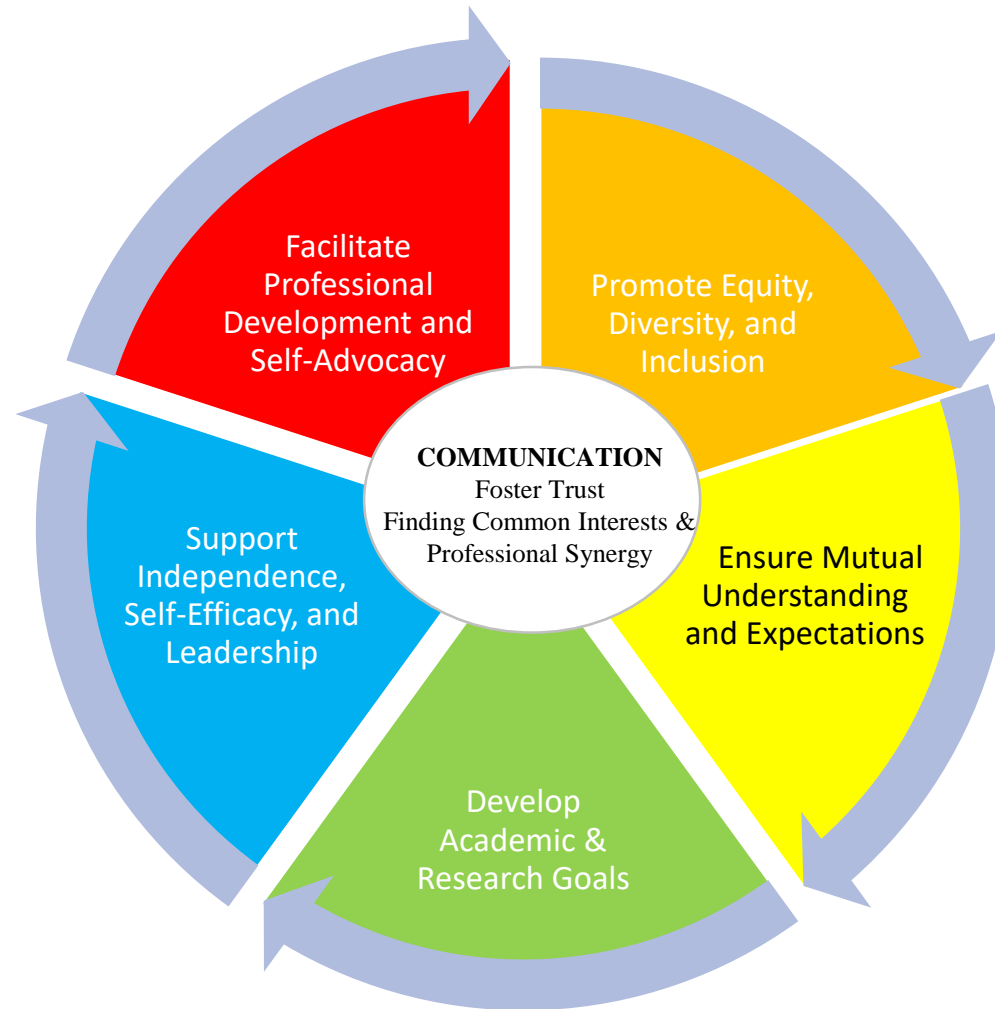 Facilitate
Professional
Development and
Self-Advocacy
Promote Equity,
Diversity, and
Inclusion
COMMUNICATION
Foster Trust
Finding Common Interests &
Professional Synergy
Support
Independence,
Self-Efficacy, and
Leadership
Ensure Mutual
Understanding
and Expectations
Develop
Academic &
Research Goals